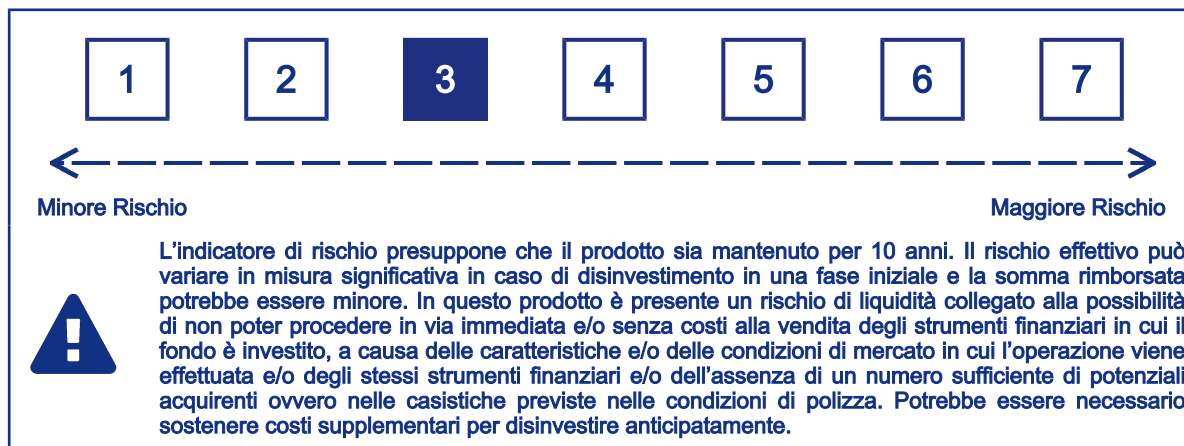 1 2 3 4 5 6 7
Minore Rischio Maggiore Rischio
L'indicatore di rischio presuppone che il prodotto sia mantenuto per 10 anni. Il rischio effettivo può
variare in misura significativa in caso di disinvestimento in una fase iniziale e la somma rimborsata
potrebbe essere minore. In questo prodotto è presente un rischio di liquidità collegato alla possibilità
di non poter procedere in via immediata e/o senza costi alla vendita degli strumenti finanziari in cui il
fondo è investito, a causa delle caratteristiche e/o delle condizioni di mercato in cui l'operazione viene
effettuata e/o degli stessi strumenti finanziari e/o dell'assenza di un numero sufficiente di potenziali
acquirenti ovvero nelle casistiche previste nelle condizioni di polizza. Potrebbe essere necessario
sostenere costi supplementari per disinvestire anticipatamente.